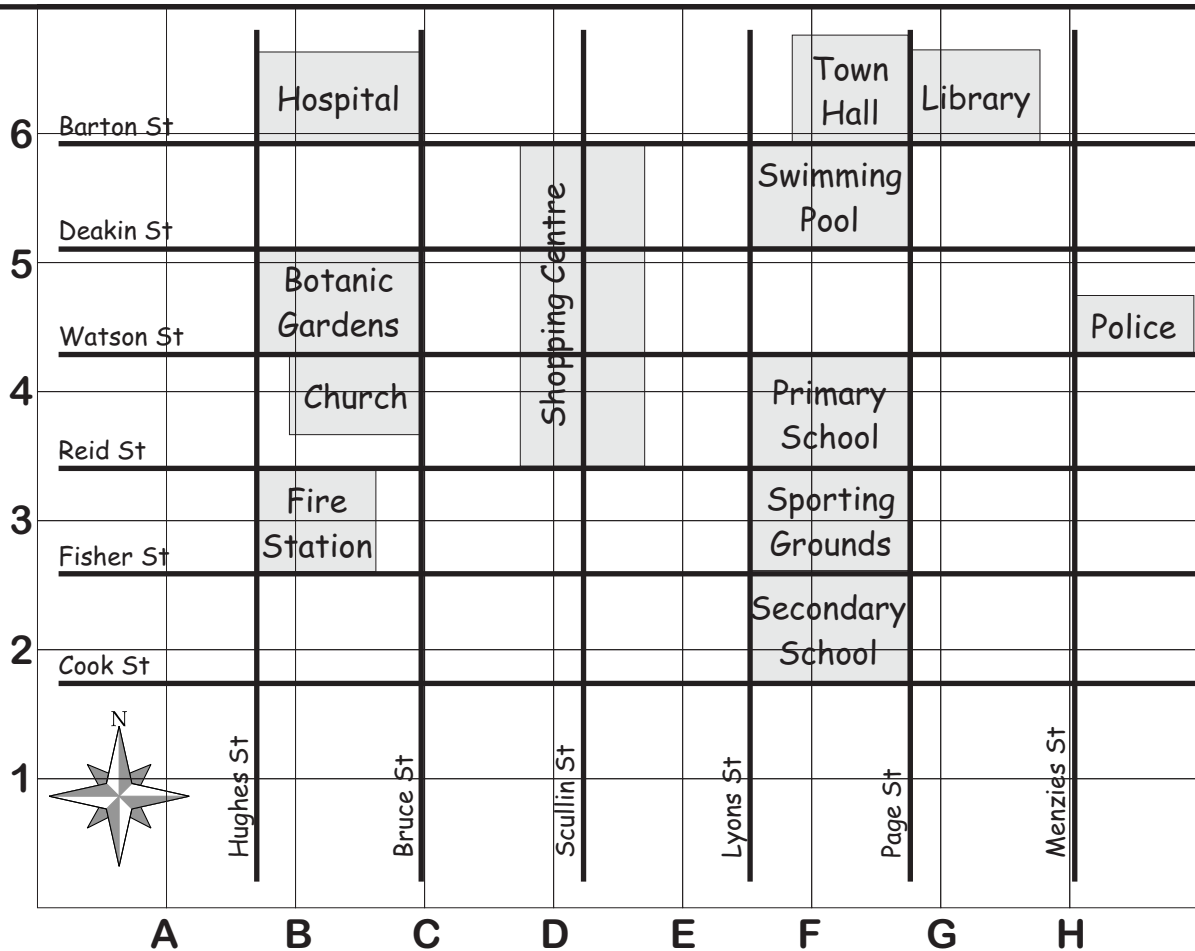 Town
Hospital
Hall
Library
Barton St
6
Swimming
Pool
Deakin St
5
Botanic
Gardens
Shopping Centre
Watson St
Police
Church
4
Primary
School
Reid St
Fire
Station
Sporting
Grounds
3
Fisher St
Secondary
School
2
Cook St
N
1
Hughes St
Bruce St
Scullin St
Lyons St
Page St
Menzies St
A B C D E F G H